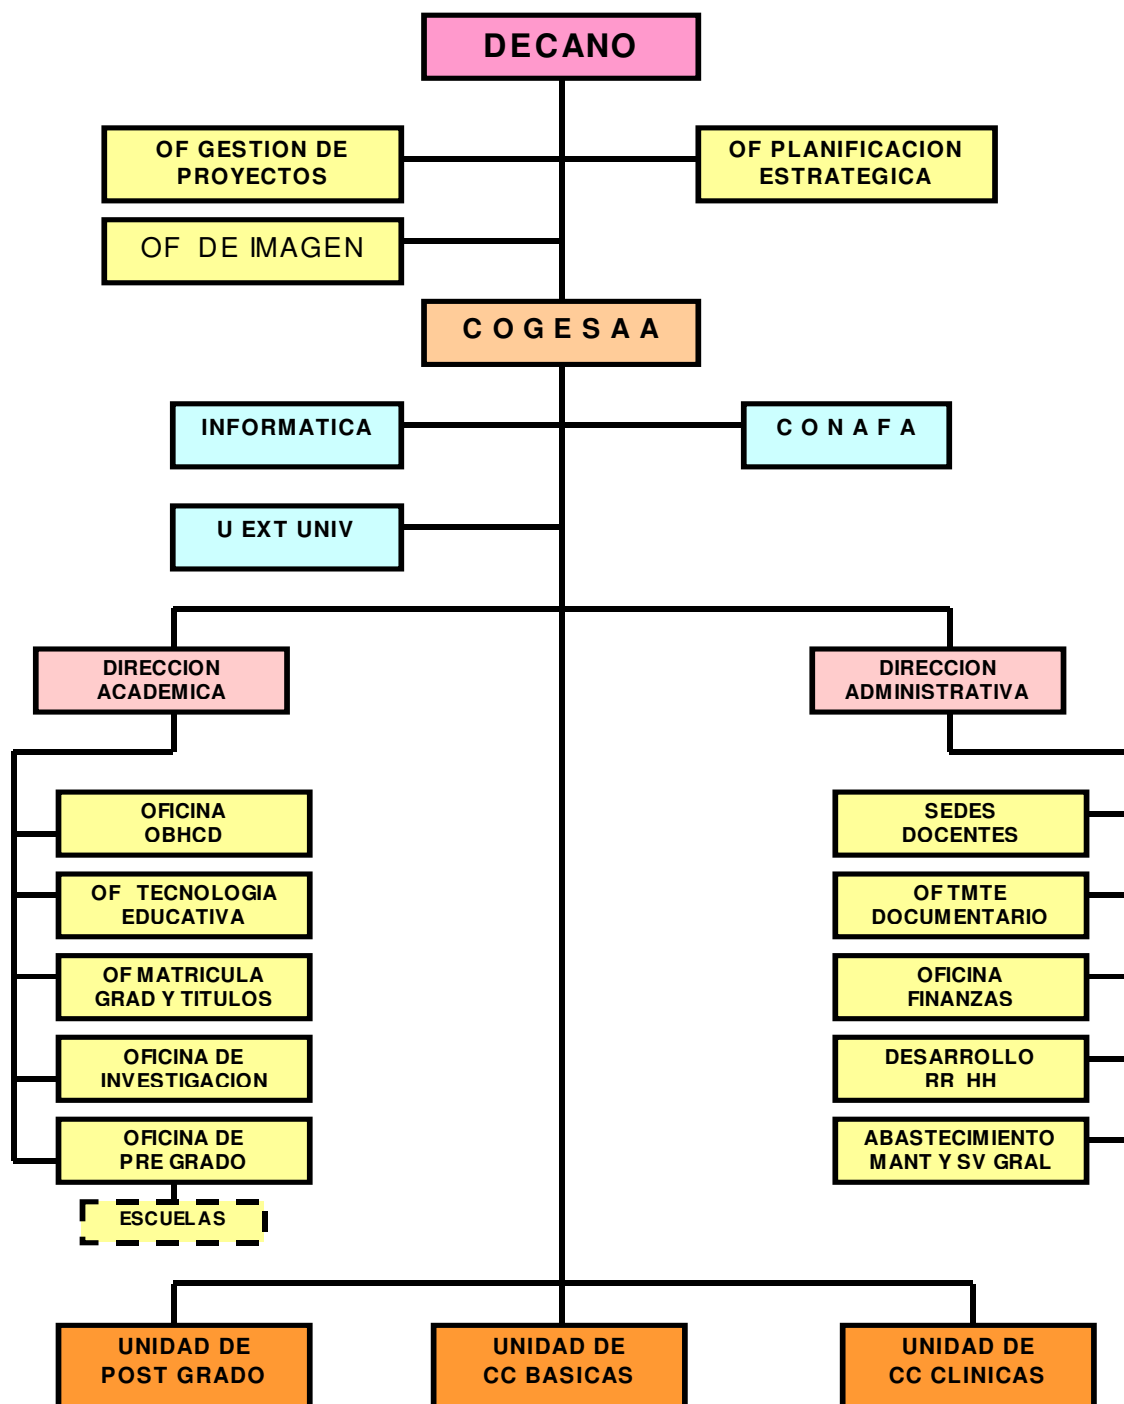 DECANO
OF GESTION DE
PROYECTOS
OF PLANIFICACION
ESTRATEGICA
OF DE IMAGEN
C O G E S A A
INFORMATICA
C O N A F A
U EXT UNIV
DIRECCION
ACADEMICA
DIRECCION
ADMINISTRATIVA
OFICINA
OBHCD
OF TECNOLOGIA
EDUCATIVA
OF MATRICULA
GRAD Y TITULOS
OFICINA DE
INVESTIGACION
OFICINA DE
PRE GRADO
ESCUELAS
SEDES
DOCENTES
OF TMTE
DOCUMENTARIO
OFICINA
FINANZAS
DESARROLLO
RR HH
ABASTECIMIENTO
MANT Y SV GRAL
UNIDAD DE
POST GRADO
UNIDAD DE
CC BASICAS
UNIDAD DE
CC CLINICAS